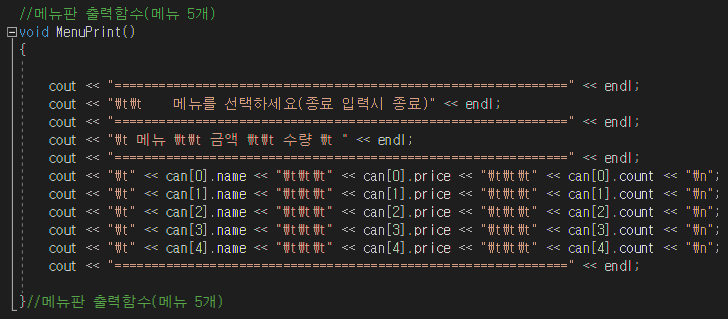 //메뉴판 출력함수(메뉴 5개)
void MenuPrint()
{
cout << "==============================================================" << endl;
cout << "₩t₩t    메뉴를 선택하세요(종료 입력시 종료)" << endl;
cout << "==============================================================" << endl;
cout << "₩t 메뉴 ₩t₩t 금액 ₩t₩t 수량 ₩t " << endl;
cout << "==============================================================" << endl;
cout << "₩t" << can[0].name << "₩t₩t₩t" << can[0].price << "₩t₩t₩t" << can[0].count << "₩n";
cout << "₩t" << can[1].name << "₩t₩t₩t" << can[1].price << "₩t₩t₩t" << can[1].count << "₩n";
cout << "₩t" << can[2].name << "₩t₩t₩t" << can[2].price << "₩t₩t₩t" << can[2].count << "₩n";
cout << "₩t" << can[3].name << "₩t₩t₩t" << can[3].price << "₩t₩t₩t" << can[3].count << "₩n";
cout << "₩t" << can[4].name << "₩t₩t₩t" << can[4].price << "₩t₩t₩t" << can[4].count << "₩n";
cout << "==============================================================" << endl;
}//메뉴판 출력함수(메뉴 5개)